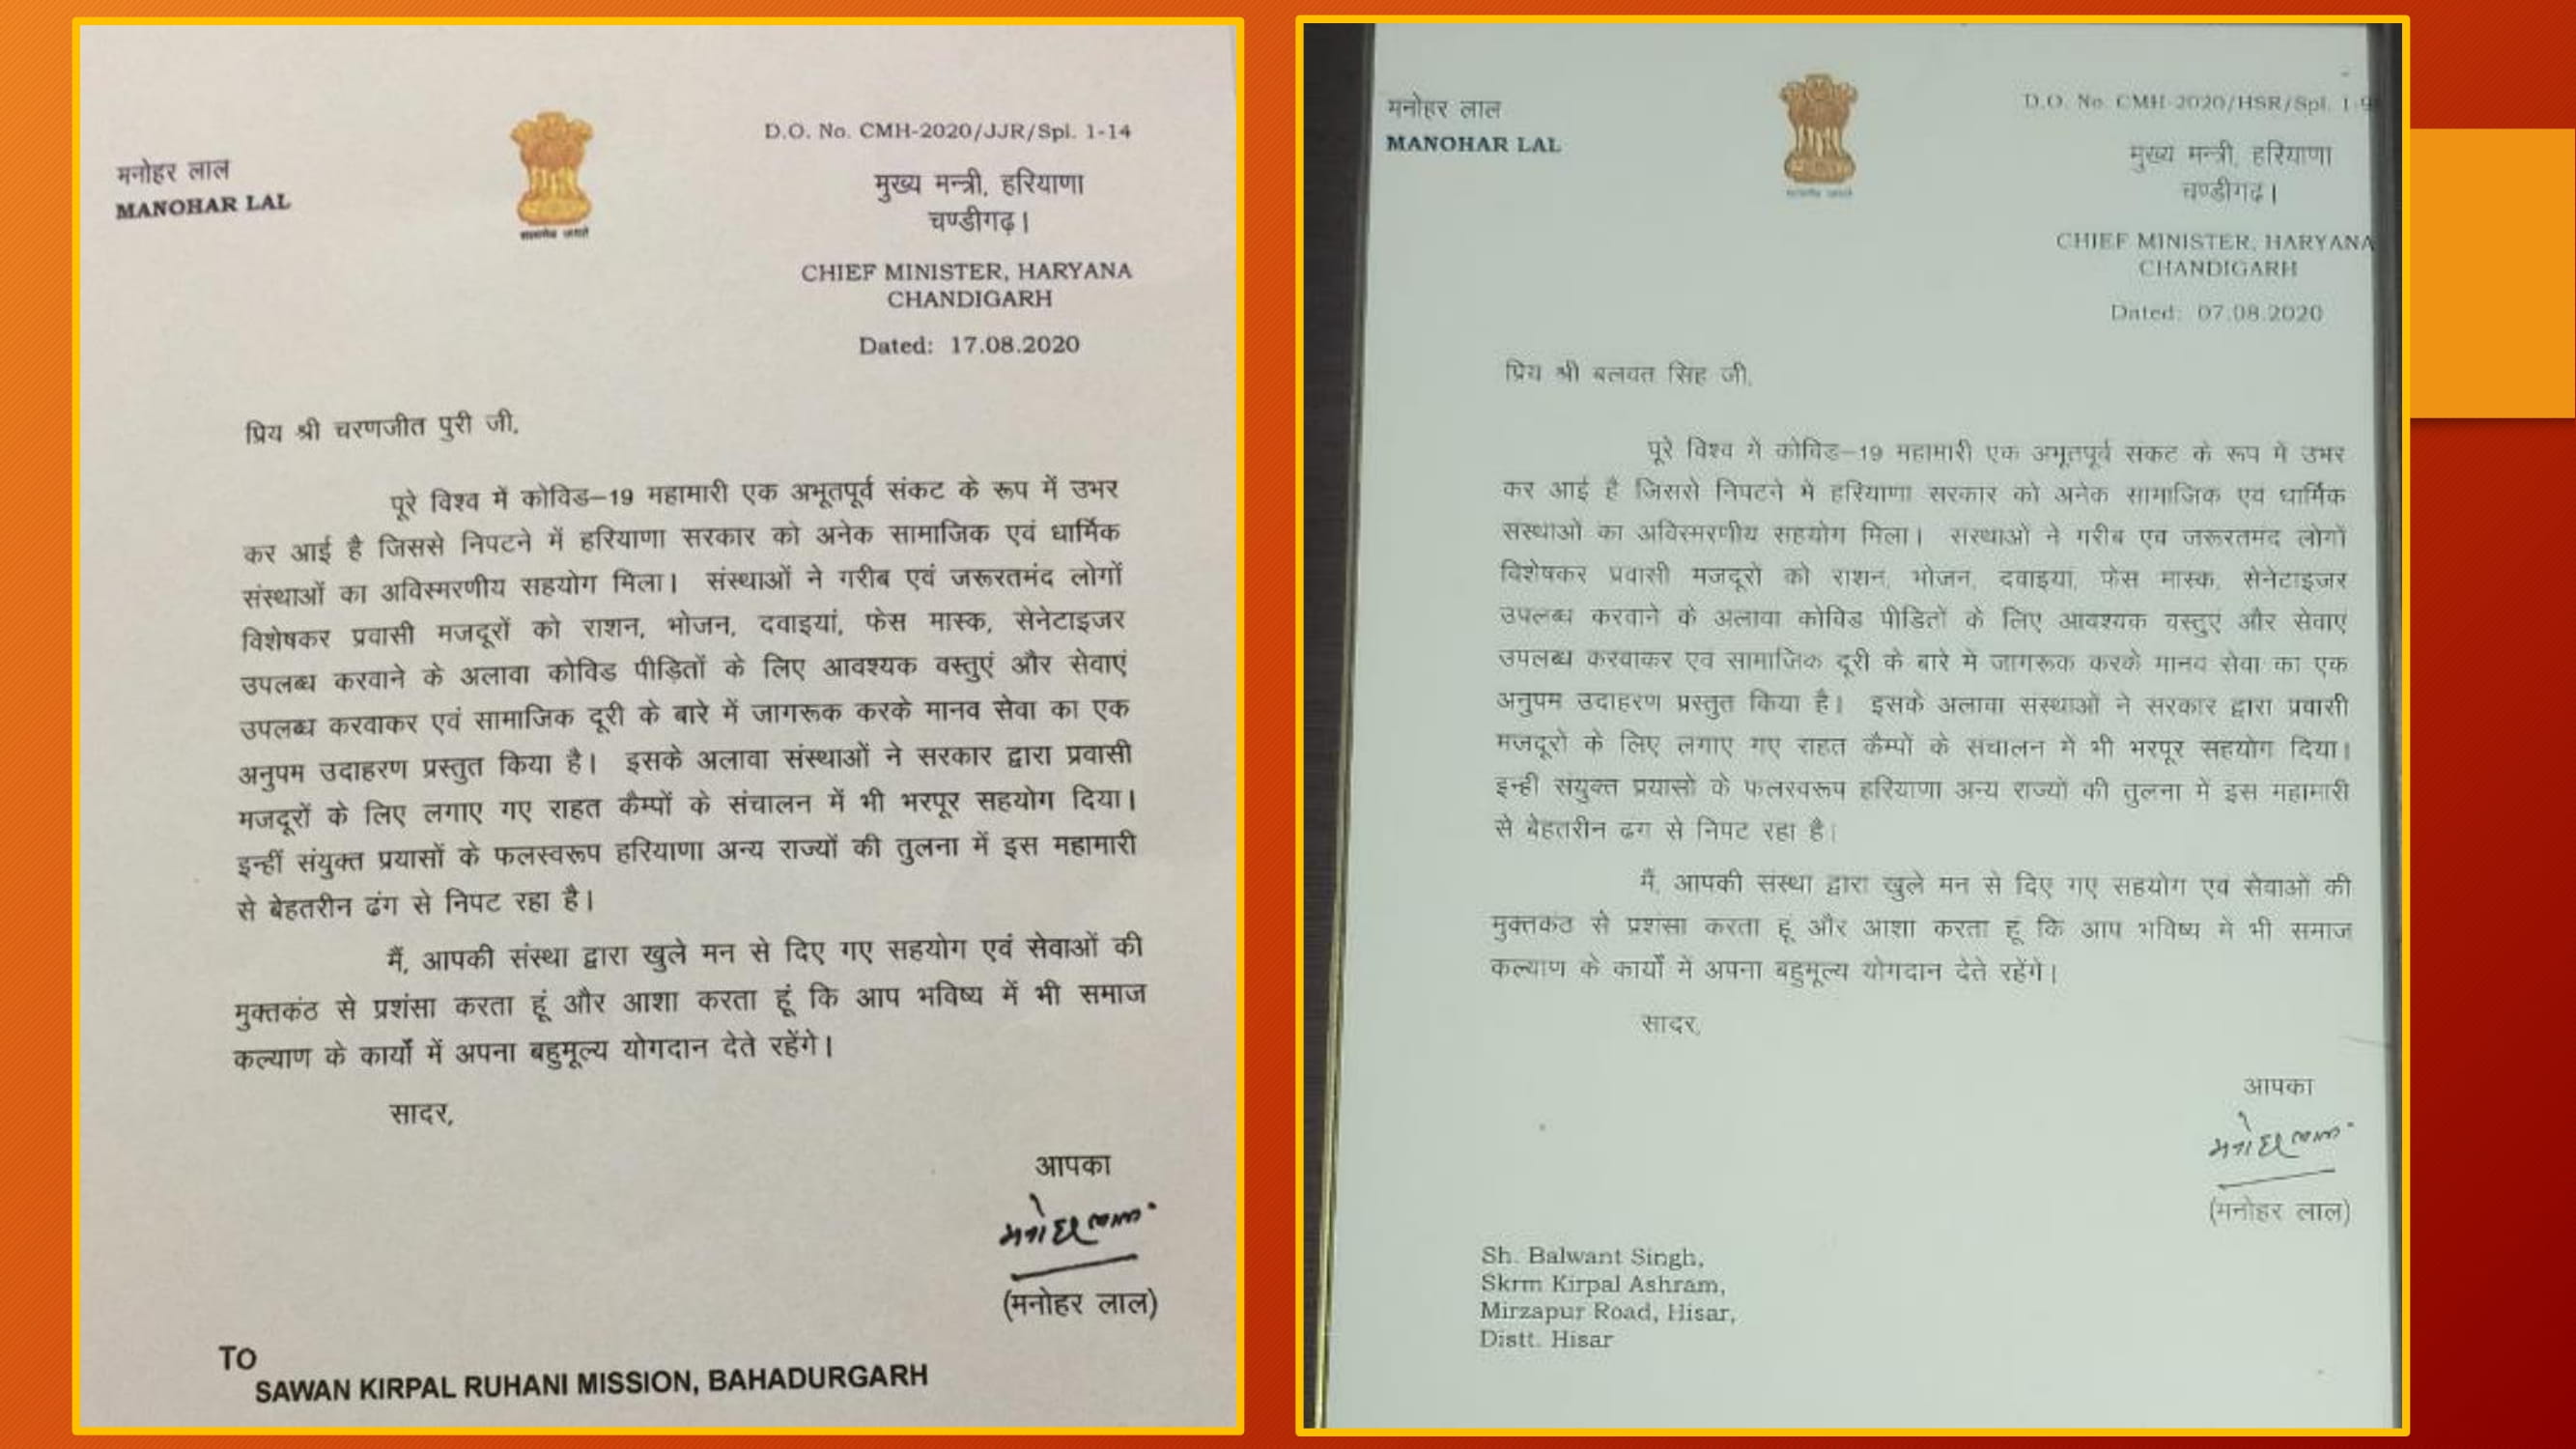 मनोहर लाल
MANOHAR LAL
सत्यमेव जयते
D.O. No. CMH-2020/JJR/Spl. 1-14
मुख्य मन्त्री, हरियाणा
चण्डीगढ़।
CHIEF MINISTER, HARYANA
CHANDIGARH
Dated: 17.08.2020
प्रिय श्री चरणजीत पुरी जी,
पूरे विश्व में कोविड–19 महामारी एक अभूतपूर्व संकट के रूप में उभर
कर आई है जिससे निपटने में हरियाणा सरकार को अनेक सामाजिक एवं धार्मिक
संस्थाओं का अविस्मरणीय सहयोग मिला। संस्थाओं ने गरीब एवं जरूरतमंद लोगों
विशेषकर प्रवासी मजदूरों को राशन, भोजन, दवाइयां, फेस मास्क, सेनेटाइजर
उपलब्ध करवाने के अलावा कोविड पीड़ितों के लिए आवश्यक वस्तुएं और सेवाएं
उपलब्ध करवाकर एवं सामाजिक दूरी के बारे में जागरूक करके मानव सेवा का एक
अनुपम उदाहरण प्रस्तुत किया है। इसके अलावा संस्थाओं ने सरकार द्वारा प्रवासी
मजदूरों के लिए लगाए गए राहत कैम्पों के संचालन में भी भरपूर सहयोग दिया।
इन्हीं संयुक्त प्रयासों के फलस्वरूप हरियाणा अन्य राज्यों की तुलना में इस महामारी
से बेहतरीन ढंग से निपट रहा है।
मैं, आपकी संस्था द्वारा खुले मन से दिए गए सहयोग एवं सेवाओं की
मुक्तकंठ से प्रशंसा करता हूं और आशा करता हूं कि आप भविष्य में भी समाज
कल्याण के कार्यों में अपना बहुमूल्य योगदान देते रहेंगे।
सादर,
आपका
मनोहर लाल
(मनोहर लाल)
To
SAWAN KIRPAL RUHANI MISSION, BAHADURGARH
मनोहर लाल
MANOHAR LAL
सत्यमेव जयते
D.O. No. CMH-2020/HSR/Spl. 1-9
मुख्य मन्त्री, हरियाणा
चण्डीगढ़।
CHIEF MINISTER, HARYANA
CHANDIGARH
Dated: 07.08.2020
प्रिय श्री बलवंत सिंह जी,
पूरे विश्व में कोविड–19 महामारी एक अभूतपूर्व संकट के रूप में उभर
कर आई है जिससे निपटने में हरियाणा सरकार को अनेक सामाजिक एवं धार्मिक
संस्थाओं का अविस्मरणीय सहयोग मिला। संस्थाओं ने गरीब एवं जरूरतमंद लोगों
विशेषकर प्रवासी मजदूरों को राशन, भोजन, दवाइयां, फेस मास्क, सेनेटाइजर
उपलब्ध करवाने के अलावा कोविड पीड़ितों के लिए आवश्यक वस्तुएं और सेवाएं
उपलब्ध करवाकर एवं सामाजिक दूरी के बारे में जागरूक करके मानव सेवा का एक
अनुपम उदाहरण प्रस्तुत किया है। इसके अलावा संस्थाओं ने सरकार द्वारा प्रवासी
मजदूरों के लिए लगाए गए राहत कैम्पों के संचालन में भी भरपूर सहयोग दिया।
इन्हीं संयुक्त प्रयासों के फलस्वरूप हरियाणा अन्य राज्यों की तुलना में इस महामारी
से बेहतरीन ढंग से निपट रहा है।
मैं, आपकी संस्था द्वारा खुले मन से दिए गए सहयोग एवं सेवाओं की
मुक्तकंठ से प्रशंसा करता हूं और आशा करता हूं कि आप भविष्य में भी समाज
कल्याण के कार्यों में अपना बहुमूल्य योगदान देते रहेंगे।
सादर,
आपका
मनोहर लाल
(मनोहर लाल)
Sh. Balwant Singh,
Skrm Kirpal Ashram,
Mirzapur Road, Hisar,
Distt. Hisar